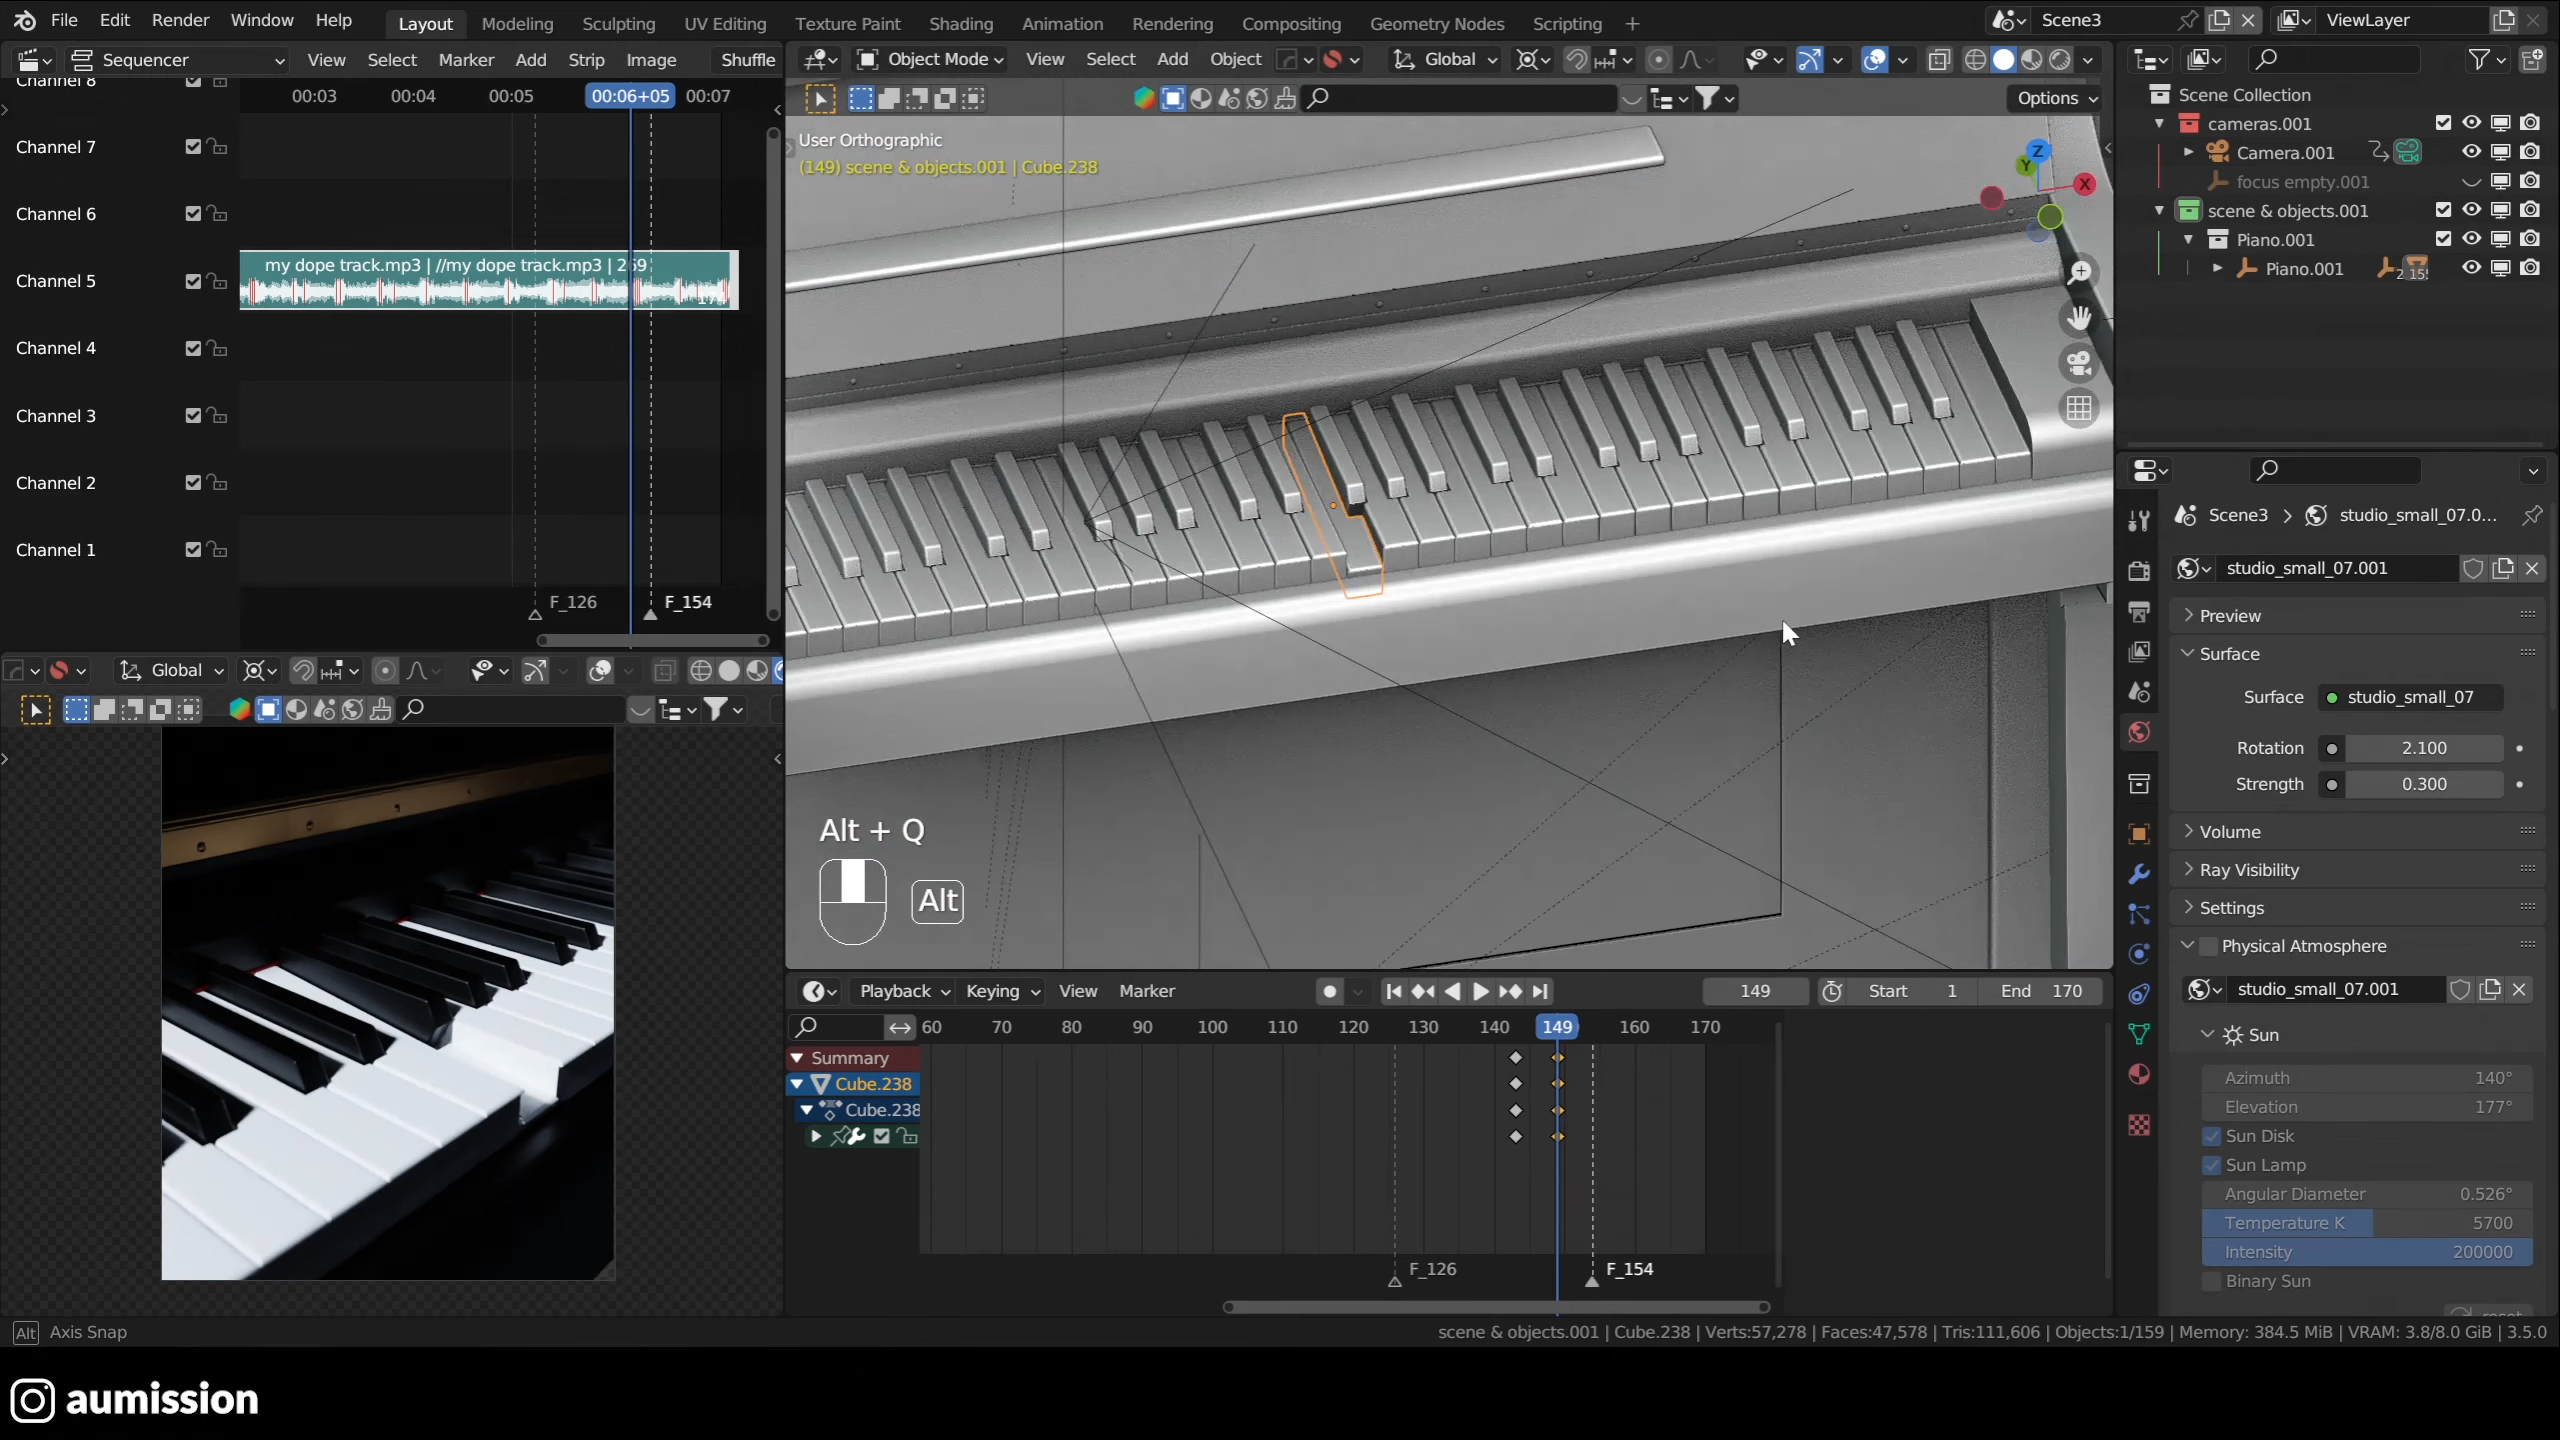 File Edit Render Window Help Layout Modeling Sculpting UV Editing Texture Paint Shading Animation Rendering Compositing Geometry Nodes Scripting + Scene3 ViewLayer
Sequencer View Select Marker Add Strip Image Shuffle
Object Mode View Select Add Object Global
Options
00:03 00:04 00:05 00:06+05 00:07
Channel 8
Channel 7
Channel 6
my dope track.mp3 | //my dope track.mp3 | 269
Channel 5
Channel 4
Channel 3
Channel 2
Channel 1
F_126 F_154
Global
User Orthographic
(149) scene & objects.001 | Cube.238
Z
Y
X
Alt + Q
Alt
Playback Keying View Marker 149 Start 1 End 170
60 70 80 90 100 110 120 130 140 149 160 170
Summary
Cube.238
Cube.238
F_126 F_154
Scene Collection
cameras.001
Camera.001
focus empty.001
scene & objects.001
Piano.001
Piano.001
Scene3 > studio_small_07.0...
studio_small_07.001
Preview
Surface
Surface studio_small_07
Rotation 2.100
Strength 0.300
Volume
Ray Visibility
Settings
Physical Atmosphere
studio_small_07.001
Sun
Azimuth 140°
Elevation 177°
Sun Disk
Sun Lamp
Angular Diameter 0.526°
Temperature K 5700
Intensity 200000
Binary Sun
Alt Axis Snap
scene & objects.001 | Cube.238 | Verts:57,278 | Faces:47,578 | Tris:111,606 | Objects:1/159 | Memory: 384.5 MiB | VRAM: 3.8/8.0 GiB | 3.5.0
aumission